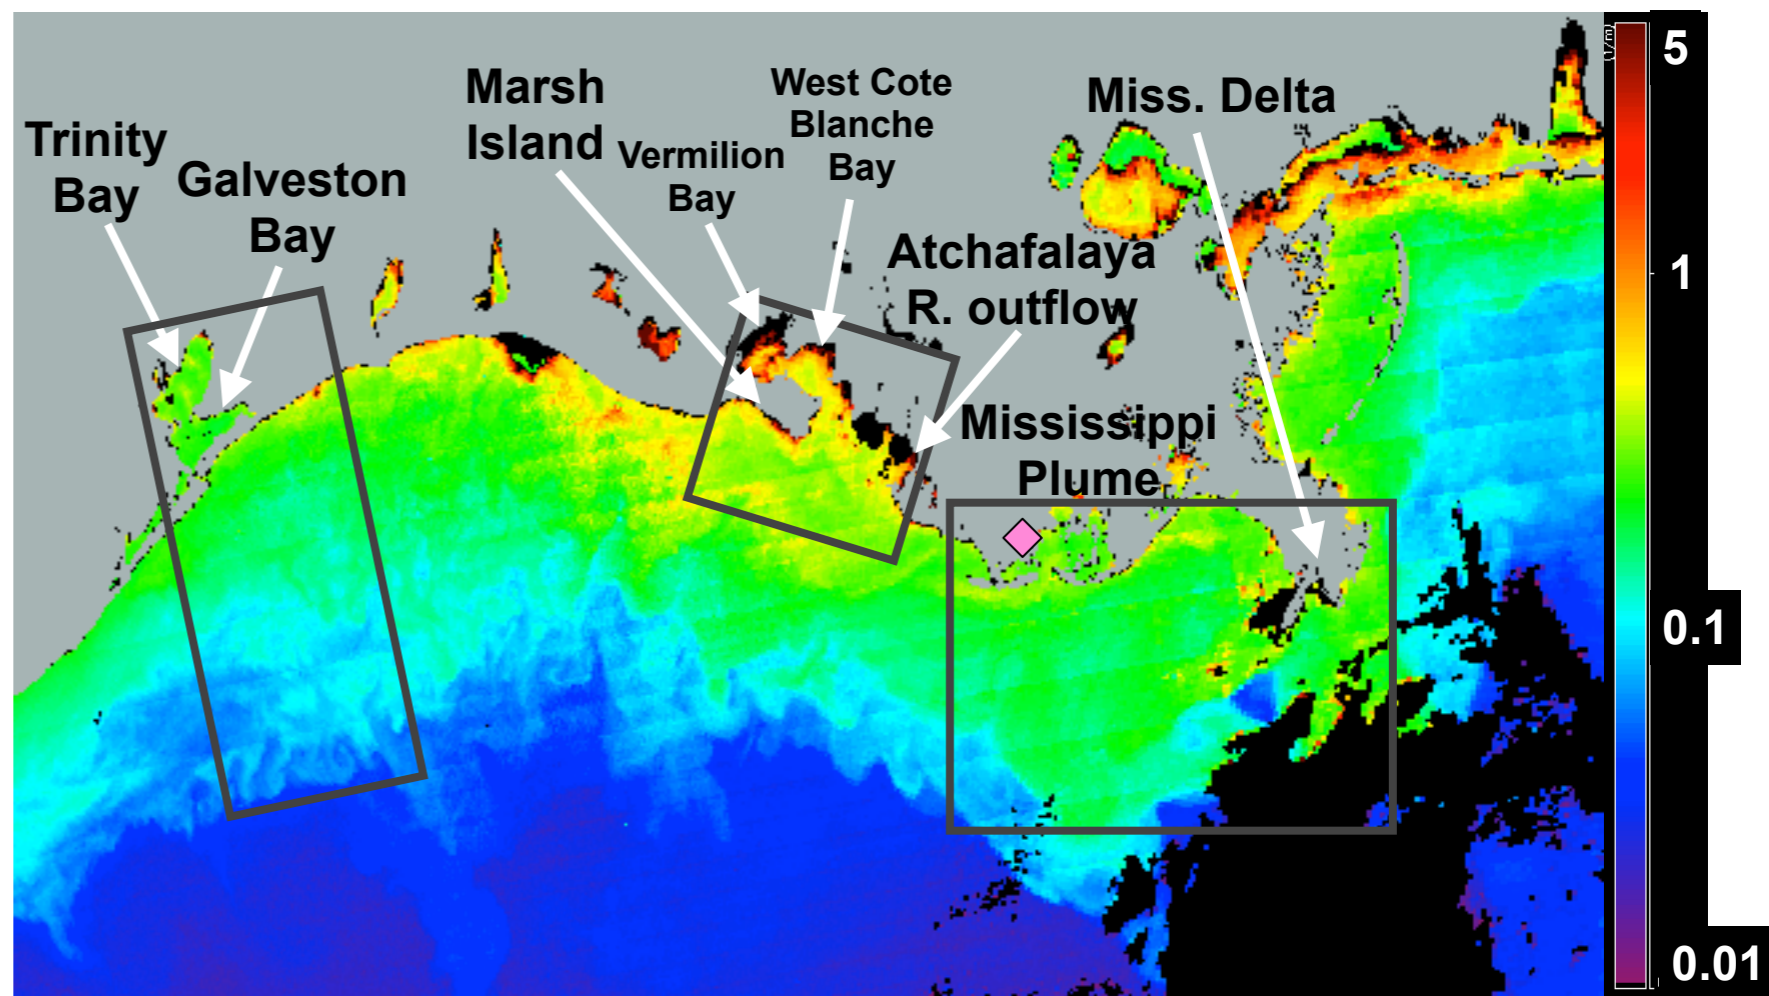 Trinity
Bay
Galveston
Bay
Marsh
Island
Vermilion
Bay
West Cote
Blanche
Bay
Atchafalaya
R. outflow
Miss. Delta
Mississippi
Plume
5
1
0.1
0.01